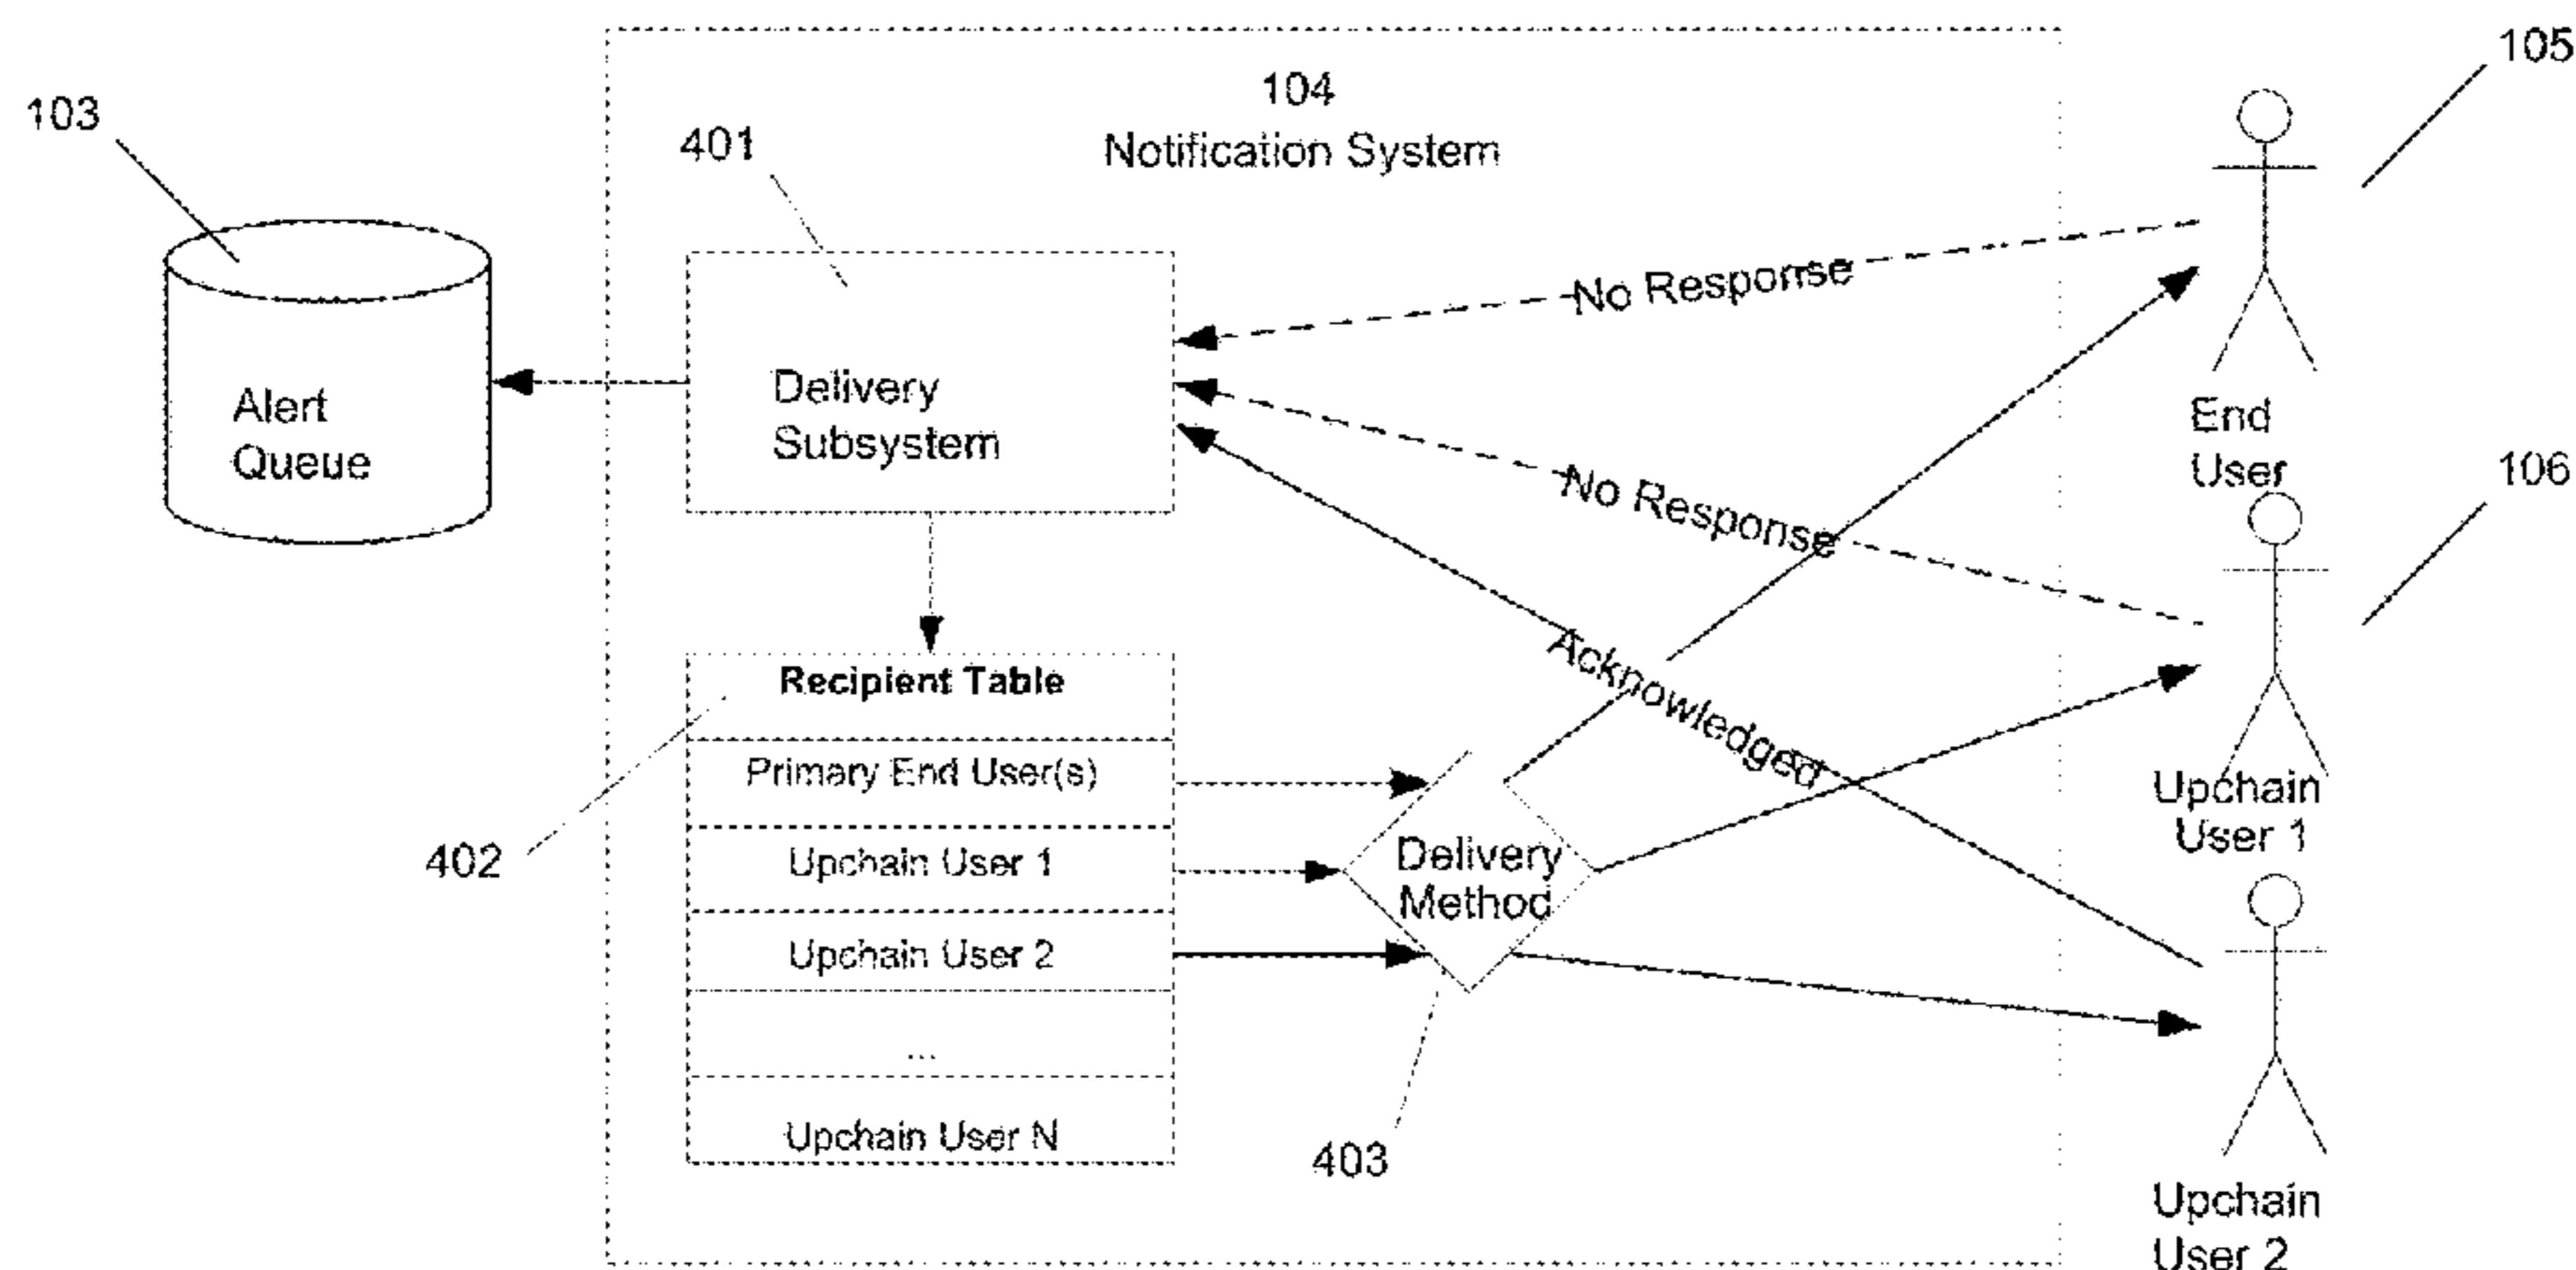 105
104
Notification System
103
401
No Response
Alert
Queue
Delivery
Subsystem
End
User
106
No Response
Acknowledged
Recipient Table
Primary End User(s)
Upchain User 1
Upchain User 2
...
Upchain User N
402
Delivery
Method
403
Upchain
User 1
Upchain
User 2